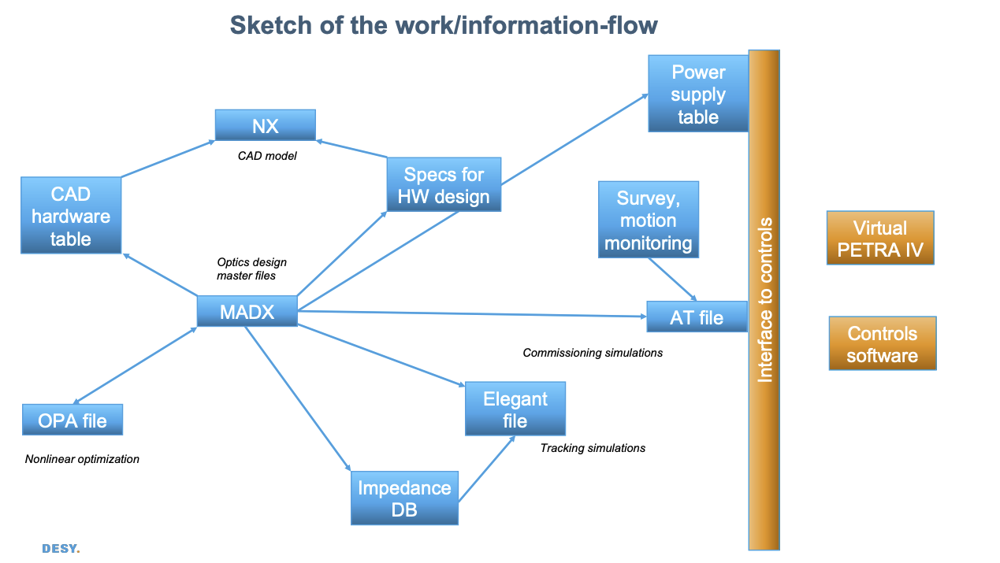 Sketch of the work/information-flow
Power
supply
table
NX
CAD model
Specs for
HW design
CAD
hardware
table
Survey,
motion
monitoring
Interface to controls
Virtual
PETRA IV
Optics design
master files
MADX
AT file
Controls
software
Commissioning simulations
Elegant
file
OPA file
Tracking simulations
Nonlinear optimization
Impedance
DB
DESY.